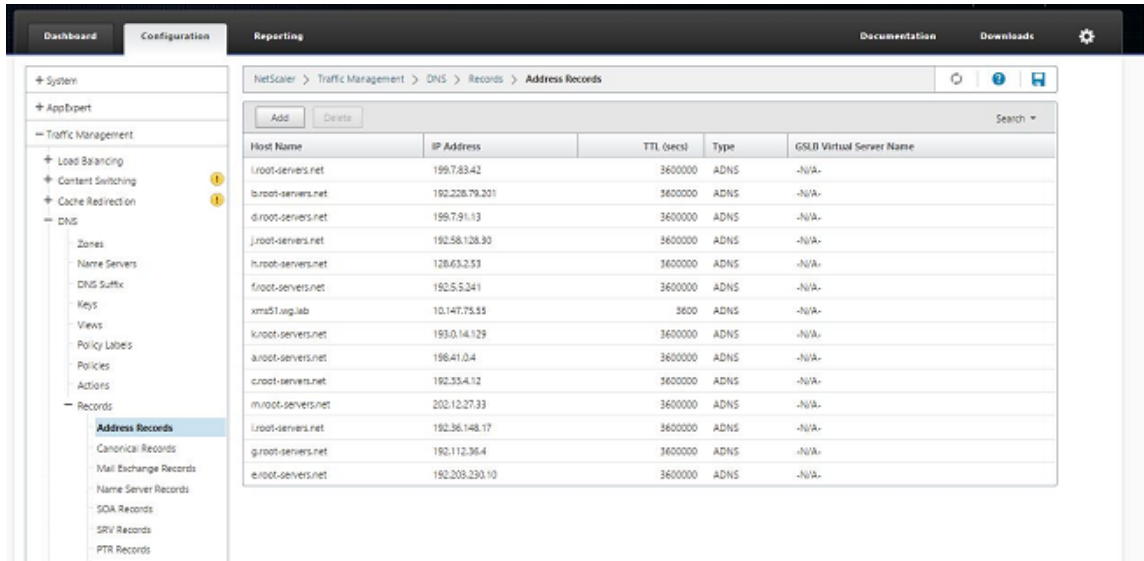 Dashboard Configuration Reporting Documentation Downloads
+ System
+ AppExpert
− Traffic Management
+ Load Balancing
+ Content Switching
+ Cache Redirection
− DNS
Zones
Name Servers
DNS Suffix
Keys
Views
Policy Labels
Policies
Actions
− Records
Address Records
Canonical Records
Mail Exchange Records
Name Server Records
SOA Records
SRV Records
PTR Records
NetScaler > Traffic Management > DNS > Records > Address Records
Add Delete Search
Host Name IP Address TTL (secs) Type GSLB Virtual Server Name
l.root-servers.net 199.7.83.42 3600000 ADNS -N/A-
b.root-servers.net 192.228.79.201 3600000 ADNS -N/A-
d.root-servers.net 199.7.91.13 3600000 ADNS -N/A-
j.root-servers.net 192.58.128.30 3600000 ADNS -N/A-
h.root-servers.net 128.63.2.53 3600000 ADNS -N/A-
f.root-servers.net 192.5.5.241 3600000 ADNS -N/A-
xms51.wg.lab 10.147.75.55 3600 ADNS -N/A-
k.root-servers.net 193.0.14.129 3600000 ADNS -N/A-
a.root-servers.net 198.41.0.4 3600000 ADNS -N/A-
c.root-servers.net 192.33.4.12 3600000 ADNS -N/A-
m.root-servers.net 202.12.27.33 3600000 ADNS -N/A-
i.root-servers.net 192.36.148.17 3600000 ADNS -N/A-
g.root-servers.net 192.112.36.4 3600000 ADNS -N/A-
e.root-servers.net 192.203.230.10 3600000 ADNS -N/A-